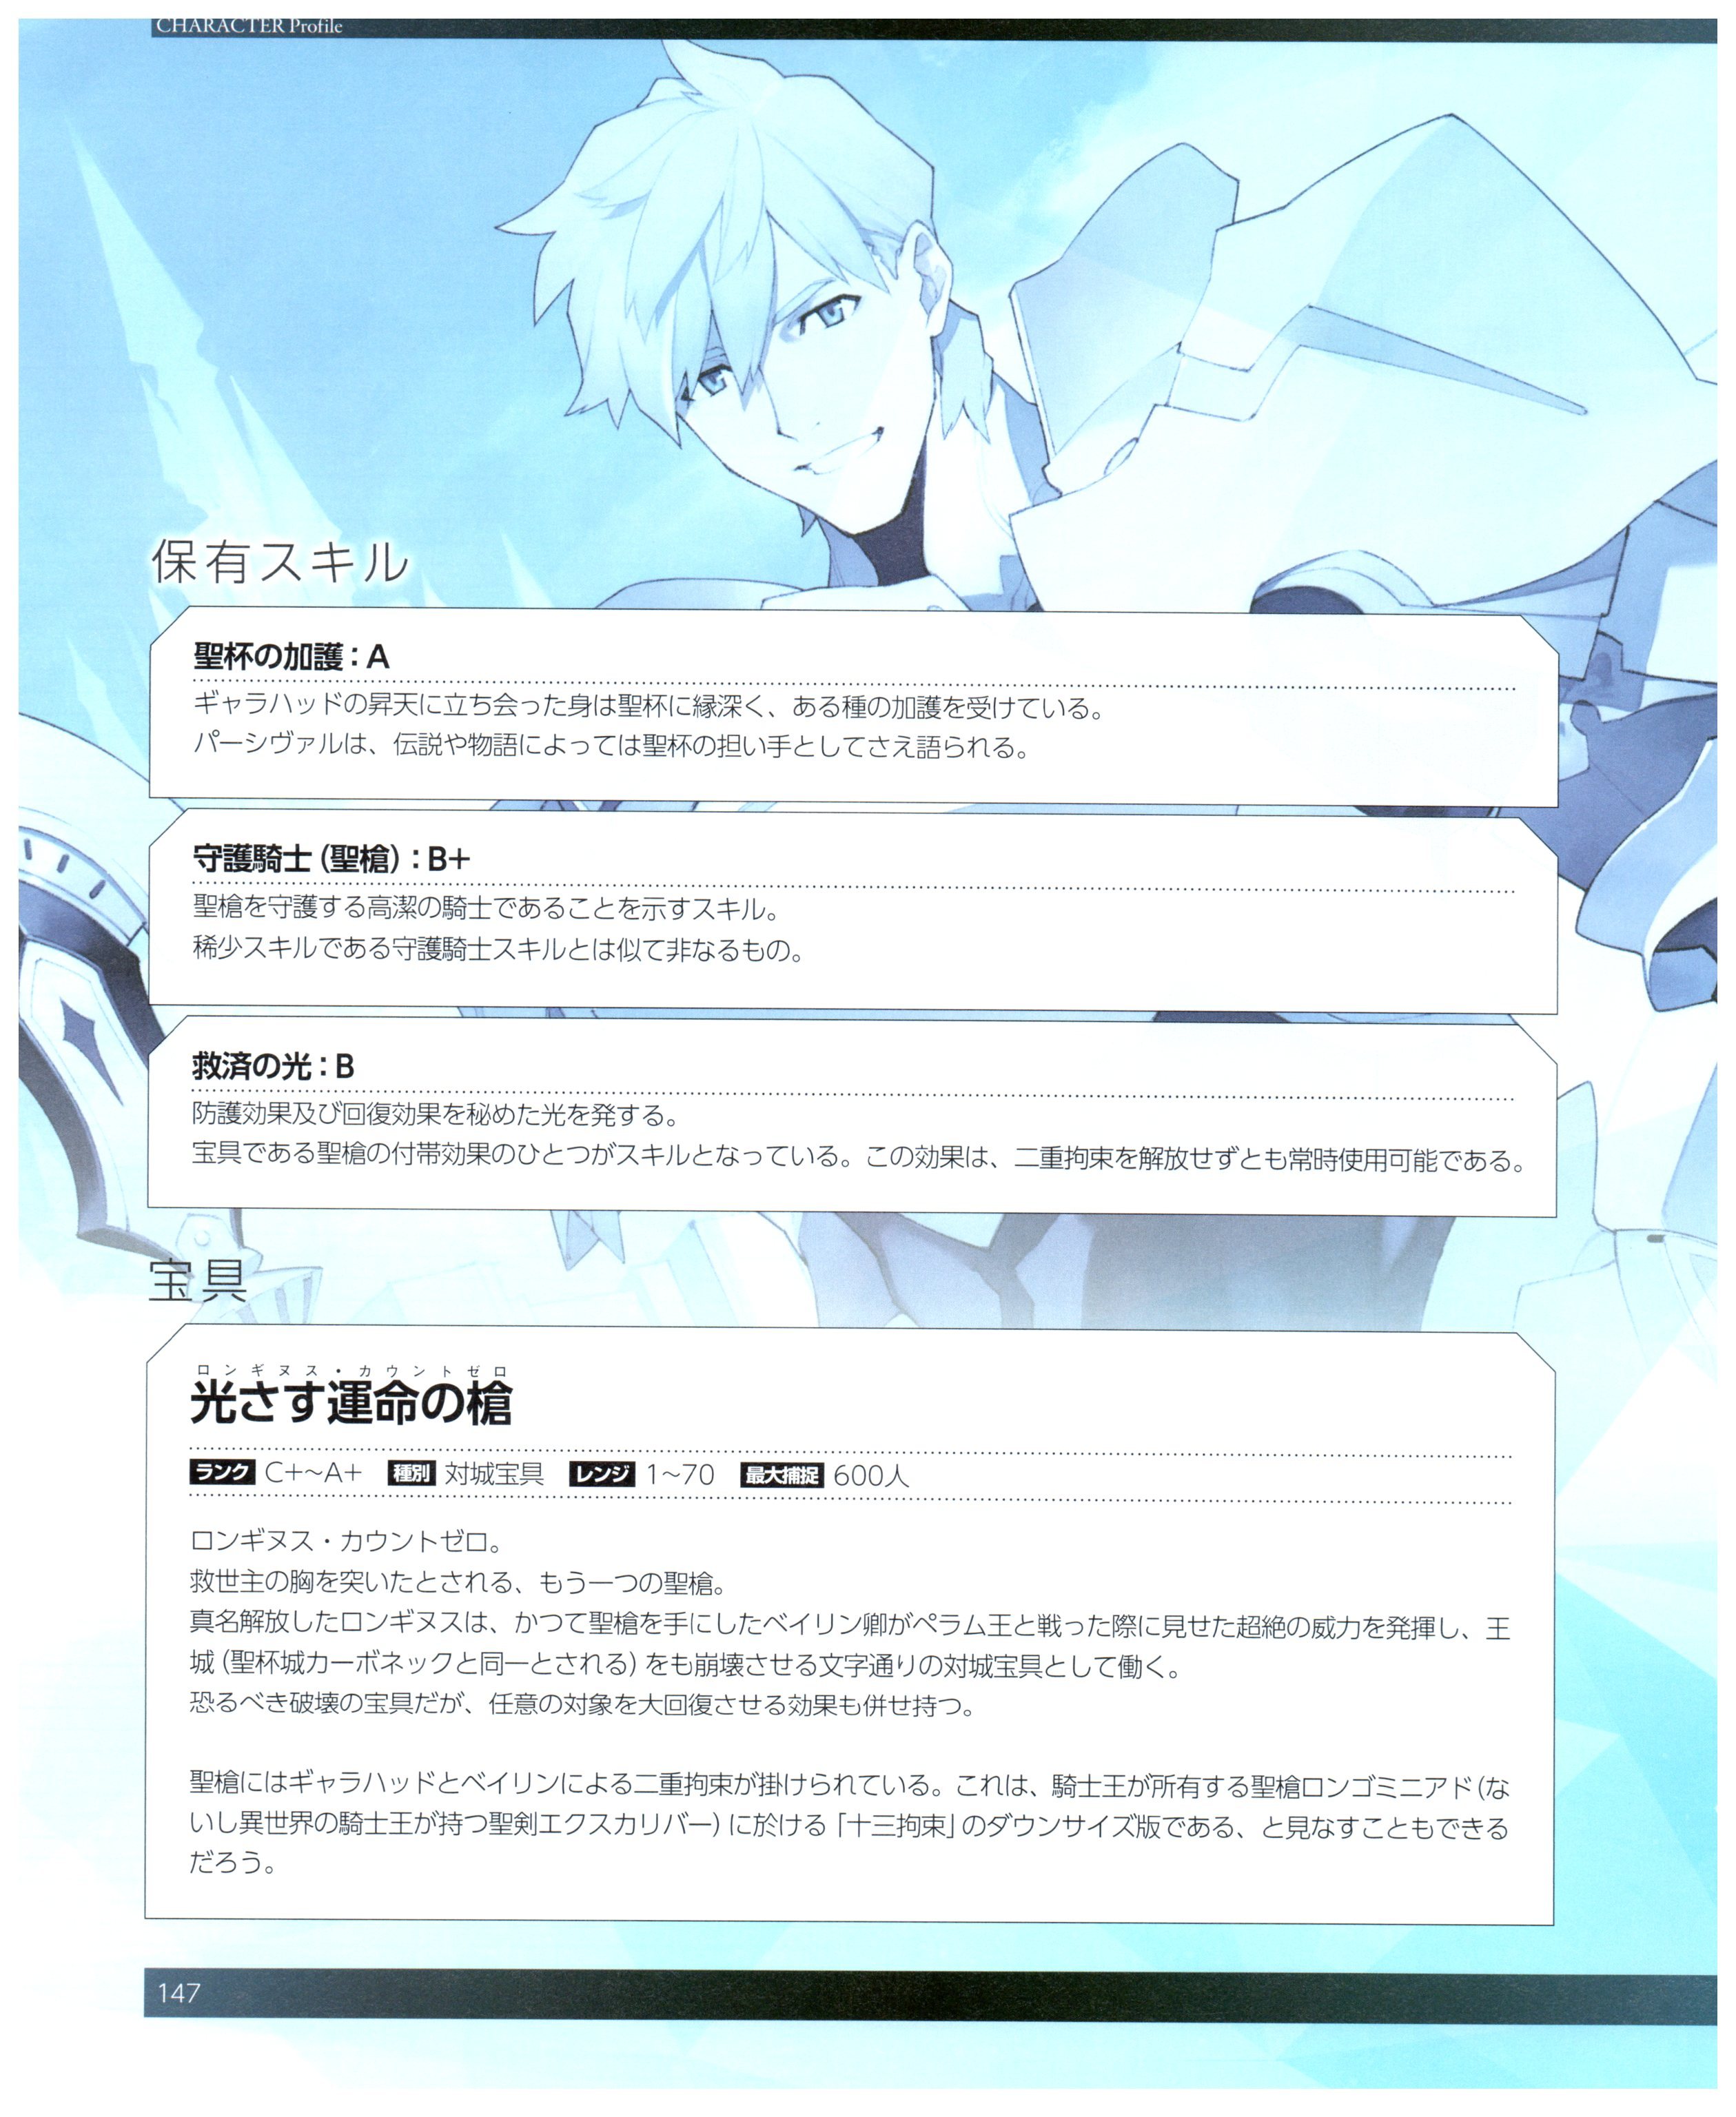 CHARACTER Profile
保有スキル
聖杯の加護：A
ギャラハッドの昇天に立ち会った身は聖杯に縁深く、ある種の加護を受けている。
パーシヴァルは、伝説や物語によっては聖杯の担い手としてさえ語られる。
守護騎士（聖槍）：B+
聖槍を守護する高潔の騎士であることを示すスキル。
稀少スキルである守護騎士スキルとは似て非なるもの。
救済の光：B
防護効果及び回復効果を秘めた光を発する。
宝具である聖槍の付帯効果のひとつがスキルとなっている。この効果は、二重拘束を解放せずとも常時使用可能である。
宝具
ロンギヌス・カウントゼロ
光さす運命の槍
ランク C+〜A+ 種別 対城宝具 レンジ 1〜70 最大捕捉 600人
ロンギヌス・カウントゼロ。
救世主の胸を突いたとされる、もう一つの聖槍。
真名解放したロンギヌスは、かつて聖槍を手にしたベイリン卿がペラム王と戦った際に見せた超絶の威力を発揮し、王
城（聖杯城カーボネックと同一とされる）をも崩壊させる文字通りの対城宝具として働く。
恐るべき破壊の宝具だが、任意の対象を大回復させる効果も併せ持つ。
聖槍にはギャラハッドとベイリンによる二重拘束が掛けられている。これは、騎士王が所有する聖槍ロンゴミニアド（な
いし異世界の騎士王が持つ聖剣エクスカリバー）に於ける「十三拘束」のダウンサイズ版である、と見なすこともできる
だろう。
147